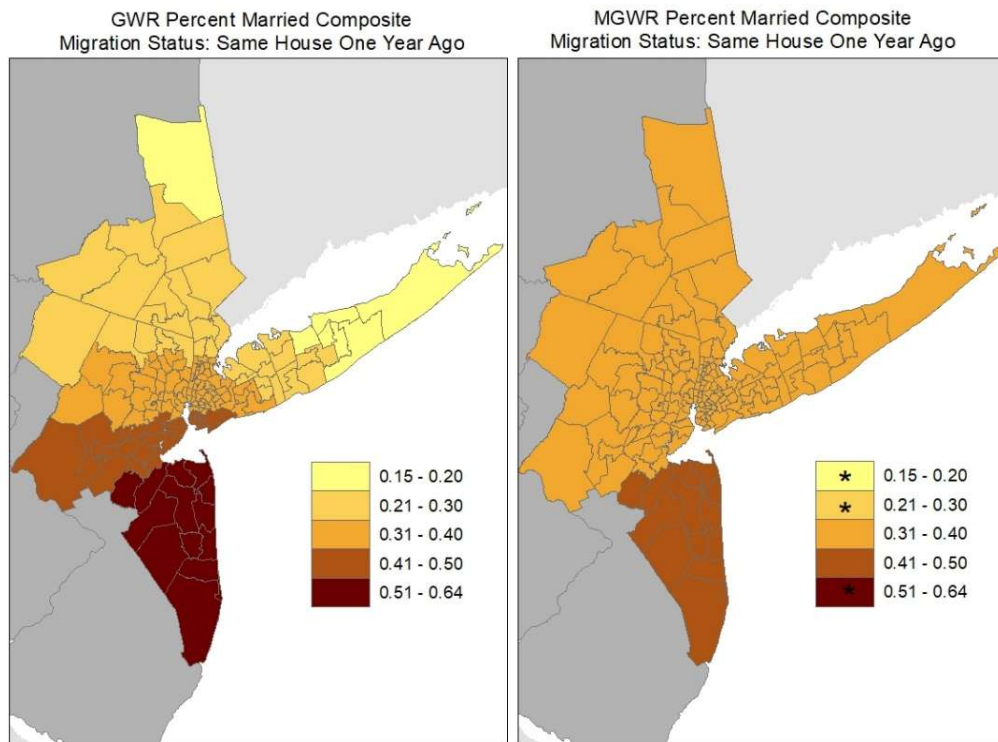 GWR Percent Married Composite
Migration Status: Same House One Year Ago
0.15 - 0.20
0.21 - 0.30
0.31 - 0.40
0.41 - 0.50
0.51 - 0.64
MGWR Percent Married Composite
Migration Status: Same House One Year Ago
* 0.15 - 0.20
* 0.21 - 0.30
0.31 - 0.40
0.41 - 0.50
* 0.51 - 0.64